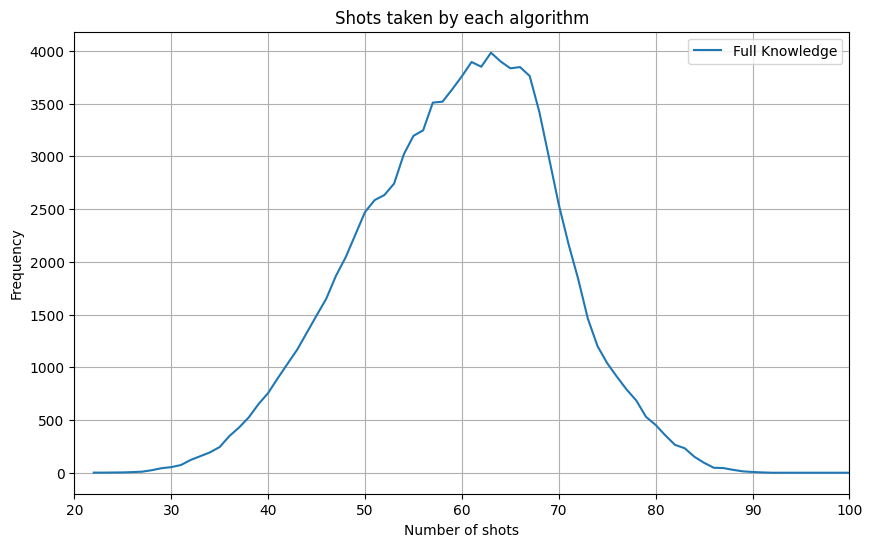 Shots taken by each algorithm
Full Knowledge
4000
3500
3000
2500
2000
1500
1000
500
0
Frequency
20 30 40 50 60 70 80 90 100
Number of shots